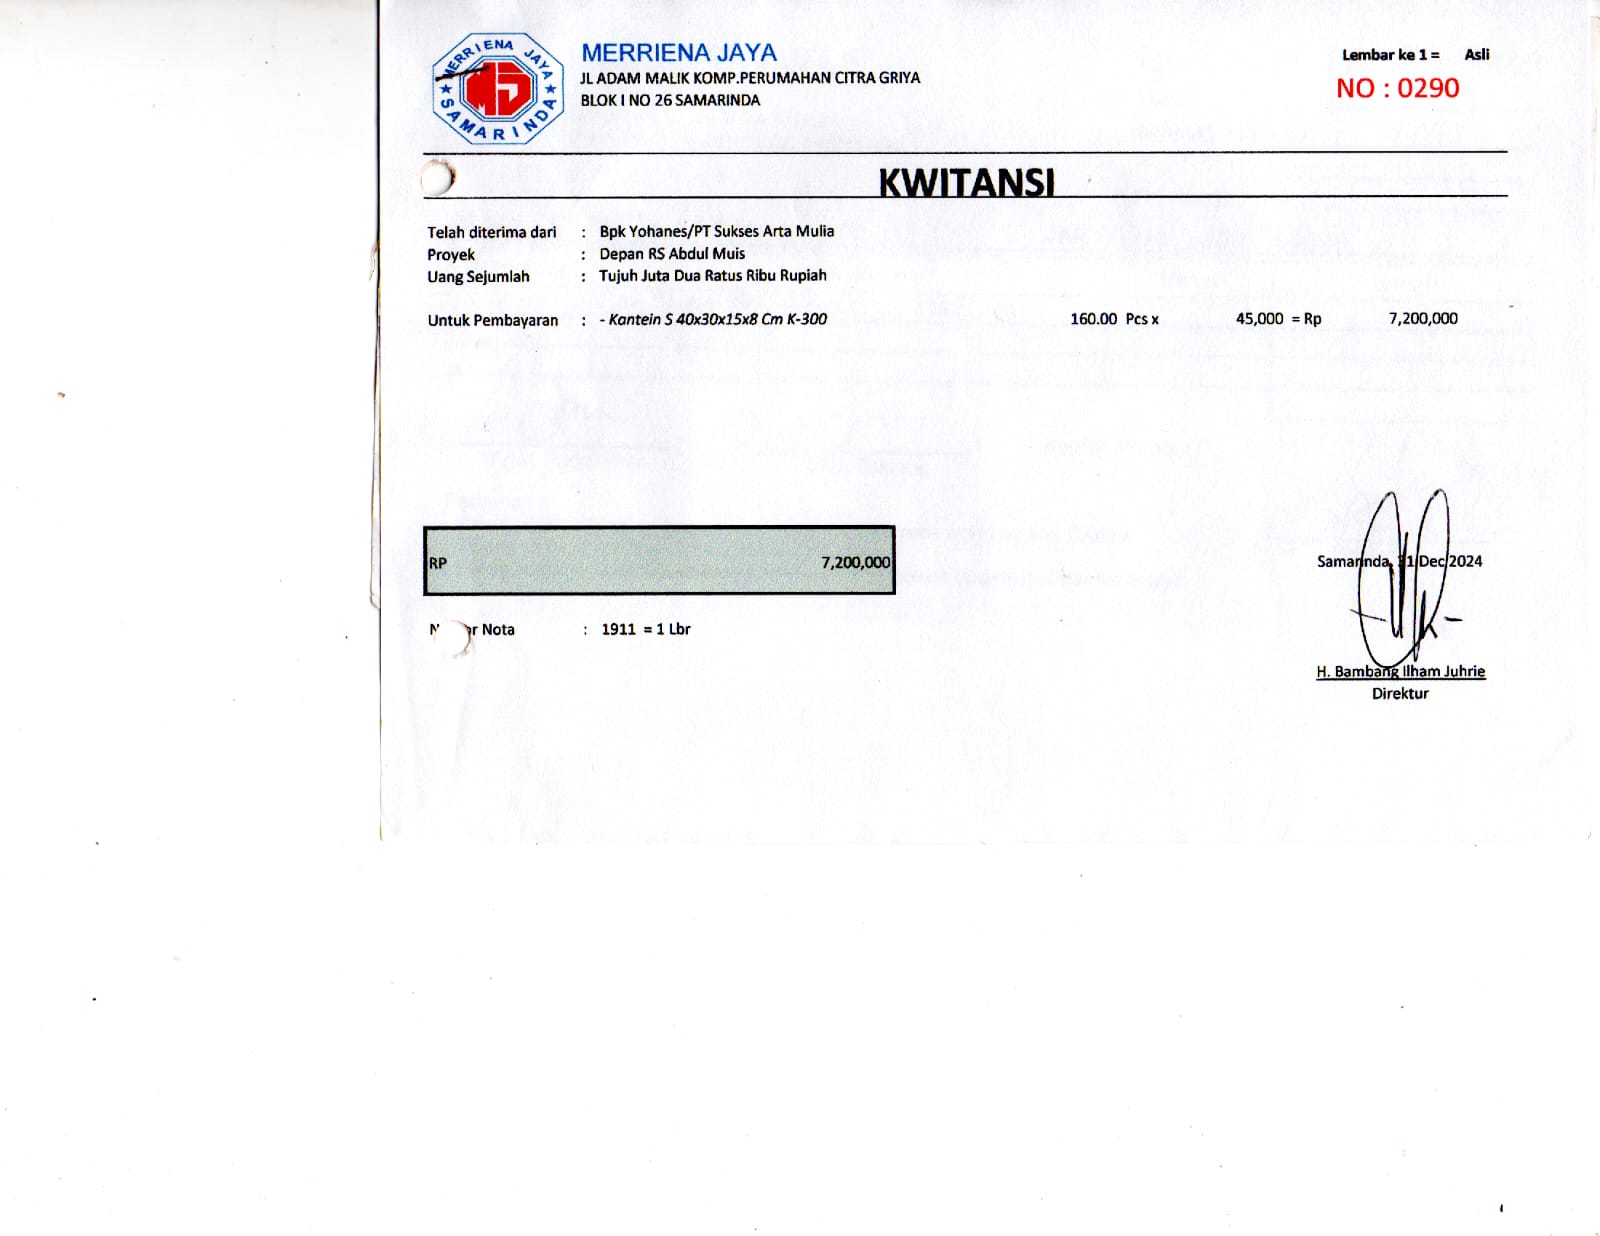 MERRIENA JAYA
SAMARINDA
MERRIENA JAYA
JL ADAM MALIK KOMP.PERUMAHAN CITRA GRIYA
BLOK I NO 26 SAMARINDA
Lembar ke 1 = Asli
NO : 0290
KWITANSI
Telah diterima dari : Bpk Yohanes/PT Sukses Arta Mulia
Proyek : Depan RS Abdul Muis
Uang Sejumlah : Tujuh Juta Dua Ratus Ribu Rupiah
Untuk Pembayaran : - Kantein S 40x30x15x8 Cm K-300 160.00 Pcs x 45,000 = Rp 7,200,000
RP 7,200,000
Samarinda, Dec 2024
Nota : 1911 = 1 Lbr
H. Bambang Ilham Juhrie
Direktur